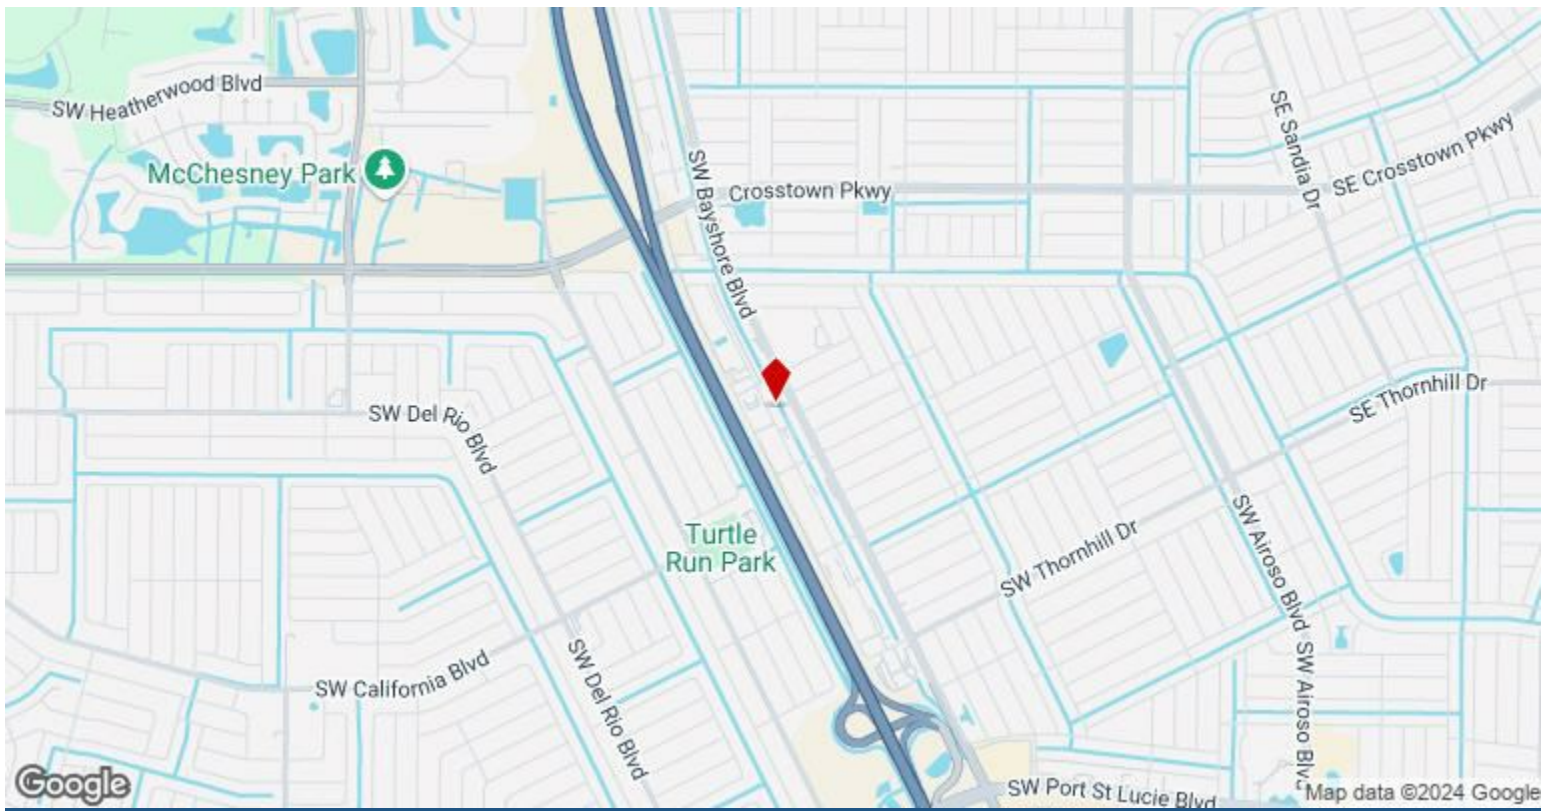 SW Heatherwood Blvd
McChesney Park
SW Bayshore Blvd
Crosstown Pkwy
SE Sandia Dr
SE Crosstown Pkwy
SW Del Rio Blvd
SE Thornhill Dr
Turtle
Run Park
SW Thornhill Dr
SW Airoso Blvd
SW California Blvd
SW Del Rio Blvd
SW Airoso Blvd
SW Port St Lucie Blvd
Google
Map data ©2024 Google